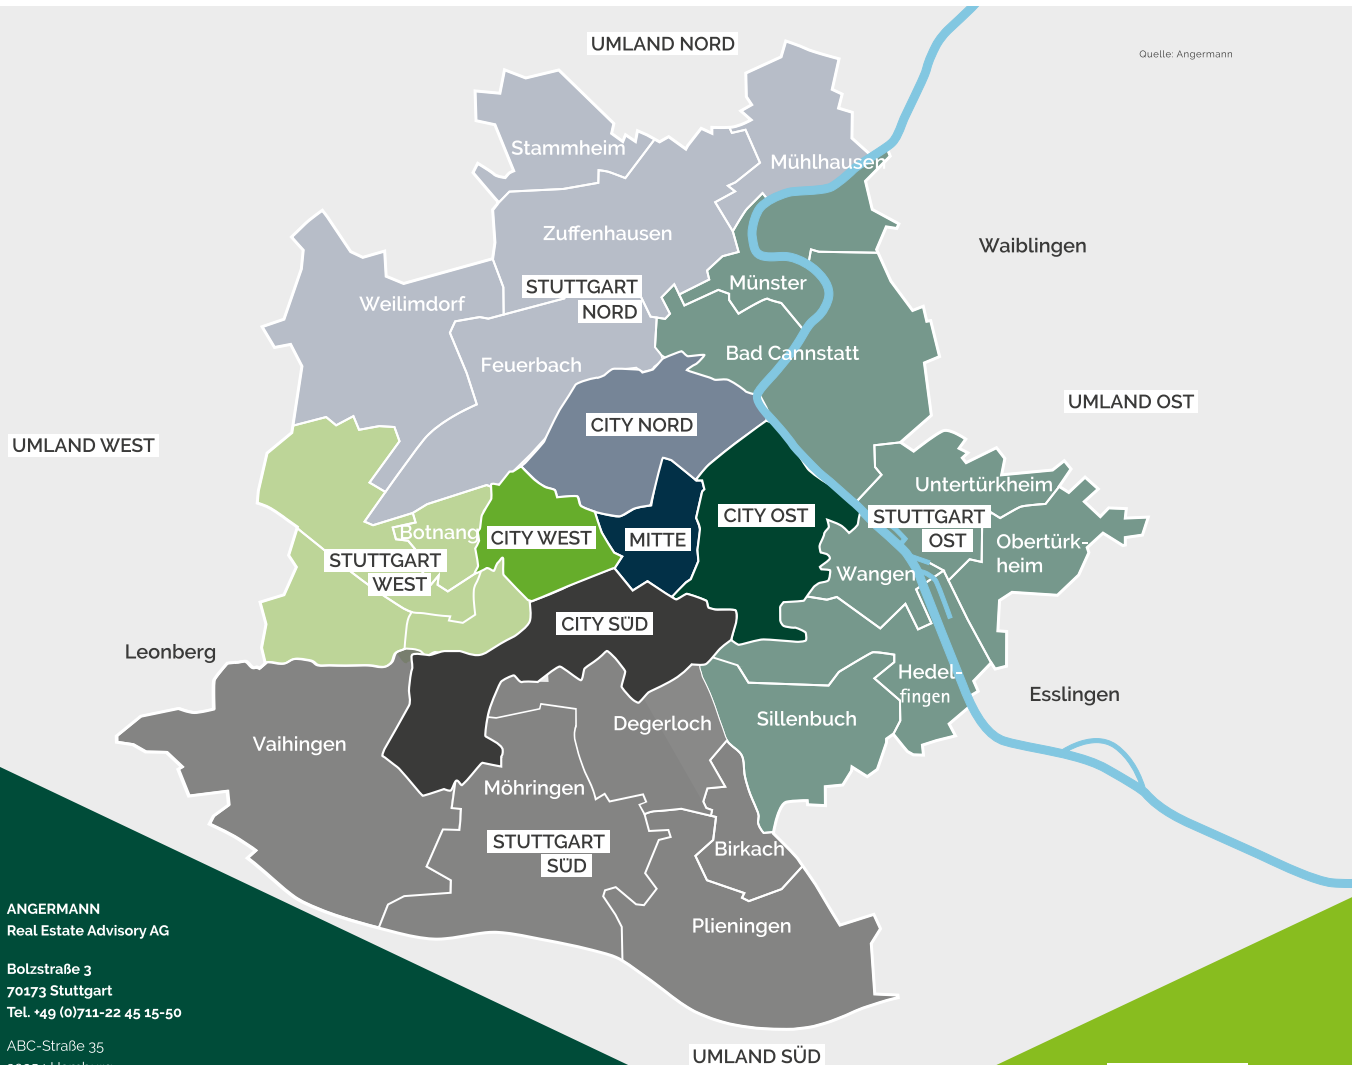 UMLAND NORD
Quelle: Angermann
Stammheim
Mühlhausen
Zuffenhausen
Waiblingen
STUTTGART
NORD
Münster
Weilimdorf
Feuerbach
Bad Cannstatt
UMLAND OST
CITY NORD
UMLAND WEST
Untertürkheim
CITY OST
STUTTGART
OST
Botnang
CITY WEST
MITTE
Obertürk-
heim
STUTTGART
WEST
Wangen
CITY SÜD
Leonberg
Hedel-
fingen
Esslingen
Sillenbuch
Degerloch
Vaihingen
Möhringen
STUTTGART
SÜD
Birkach
Plieningen
ANGERMANN
Real Estate Advisory AG
Bolzstraße 3
70173 Stuttgart
Tel. +49 (0)711-22 45 15-50
ABC-Straße 35
UMLAND SÜD